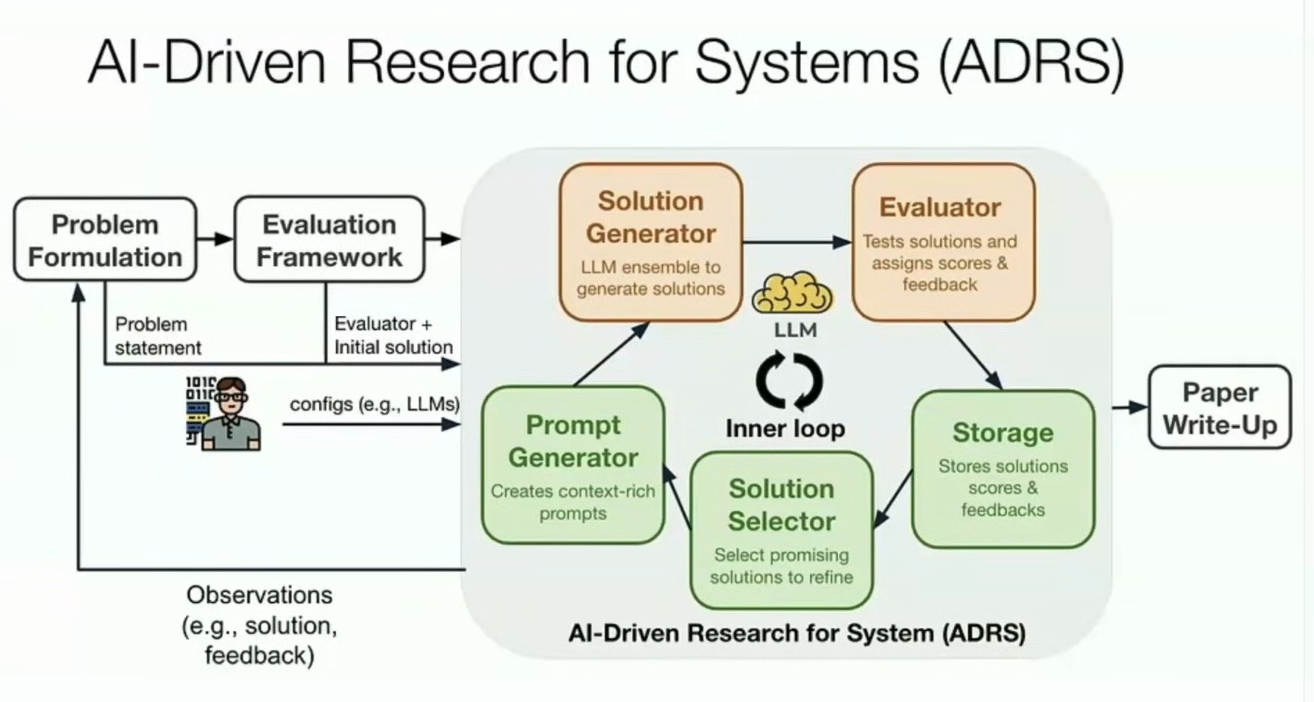 AI-Driven Research for Systems (ADRS)
Problem
Formulation
Evaluation
Framework
Problem
statement
Evaluator +
Initial solution
configs (e.g., LLMs)
Observations
(e.g., solution,
feedback)
Solution
Generator
LLM ensemble to
generate solutions
Evaluator
Tests solutions and
assigns scores &
feedback
LLM
Inner loop
Prompt
Generator
Creates context-rich
prompts
Solution
Selector
Select promising
solutions to refine
Storage
Stores solutions
scores &
feedbacks
AI-Driven Research for System (ADRS)
Paper
Write-Up